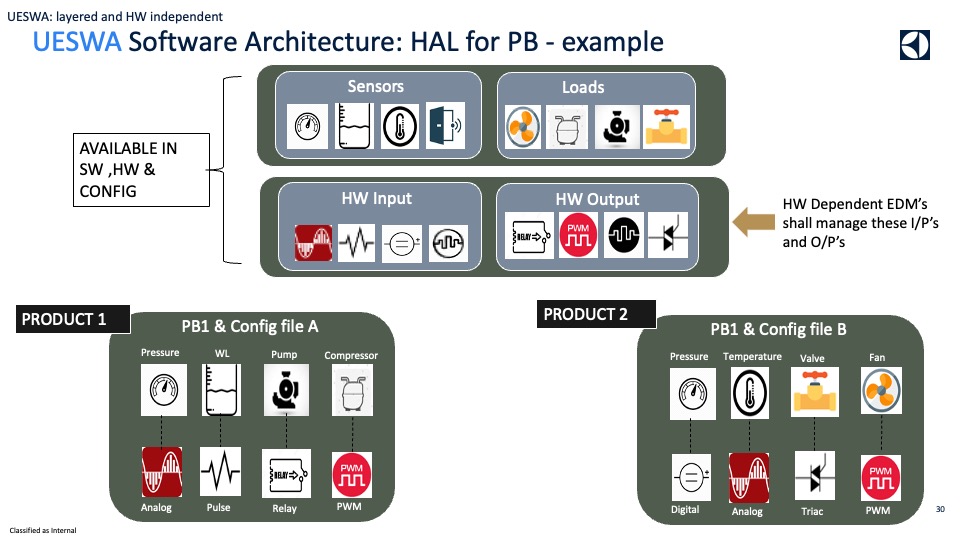 UESWA: layered and HW independent
UESWA Software Architecture: HAL for PB - example
Sensors
Loads
AVAILABLE IN
SW ,HW &
CONFIG
HW Input
HW Output
RELAY
PWM
HW Dependent EDM's
shall manage these I/P's
and O/P's
PRODUCT 1
PB1 & Config file A
Pressure
WL
Pump
Compressor
RELAY
PWM
Analog
Pulse
Relay
PWM
PRODUCT 2
PB1 & Config file B
Pressure
Temperature
Valve
Fan
PWM
Digital
Analog
Triac
PWM
30
Classified as Internal